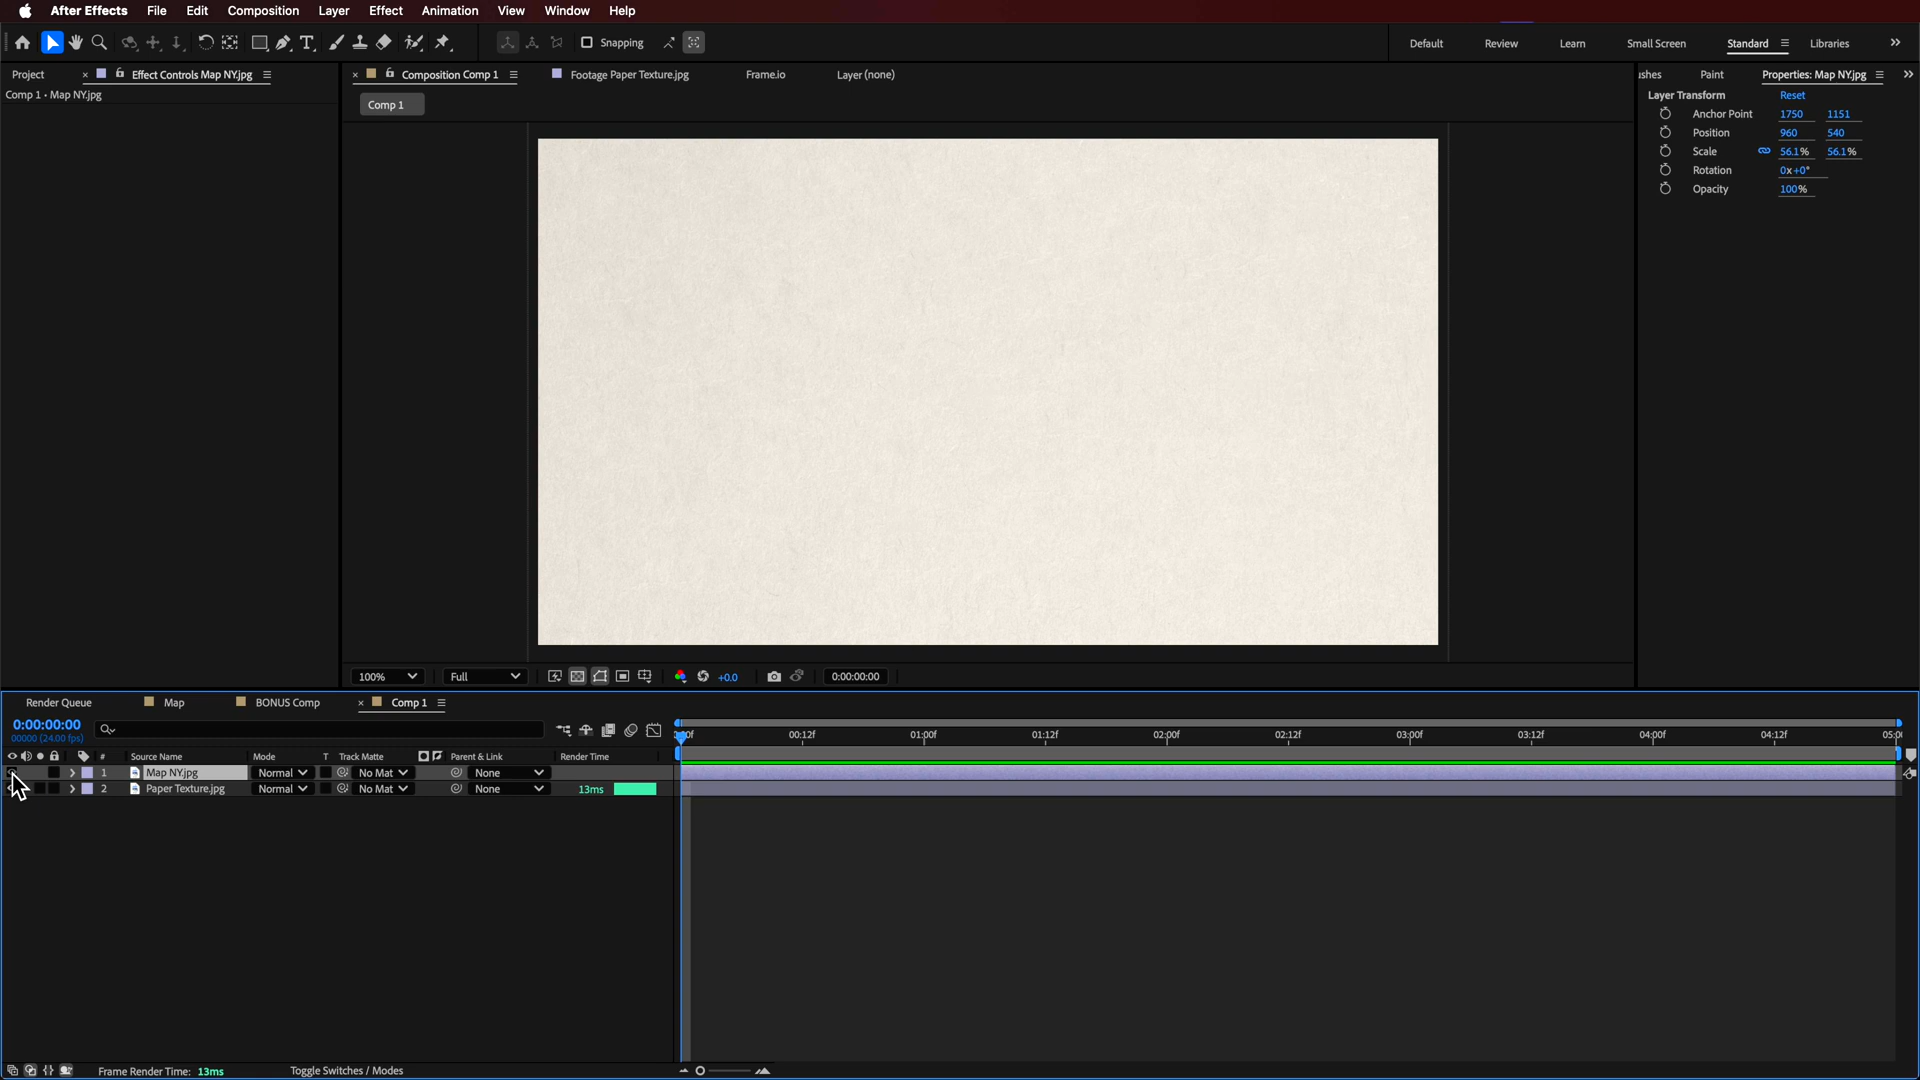 After Effects File Edit Composition Layer Effect Animation View Window Help
Snapping Default Review Learn Small Screen Standard Libraries
Project × Effect Controls Map NY.jpg
Comp 1 • Map NY.jpg
× Composition Comp 1 Footage Paper Texture.jpg Frame.io Layer (none)
Comp 1
ushes Paint Properties: Map NY.jpg
Layer Transform Reset
Anchor Point 1750 1151
Position 960 540
Scale 56.1% 56.1%
Rotation 0x+0°
Opacity 100%
100% Full +0.0 0:00:00:00
Render Queue Map BONUS Comp × Comp 1
0:00:00:00
00000 (24.00 fps)
00:12f 01:00f 01:12f 02:00f 02:12f 03:00f 03:12f 04:00f 04:12f
# Source Name Mode T Track Matte Parent & Link Render Time
1 Map NY.jpg Normal No Mat None
2 Paper Texture.jpg Normal No Mat None 13ms
Frame Render Time: 13ms Toggle Switches / Modes